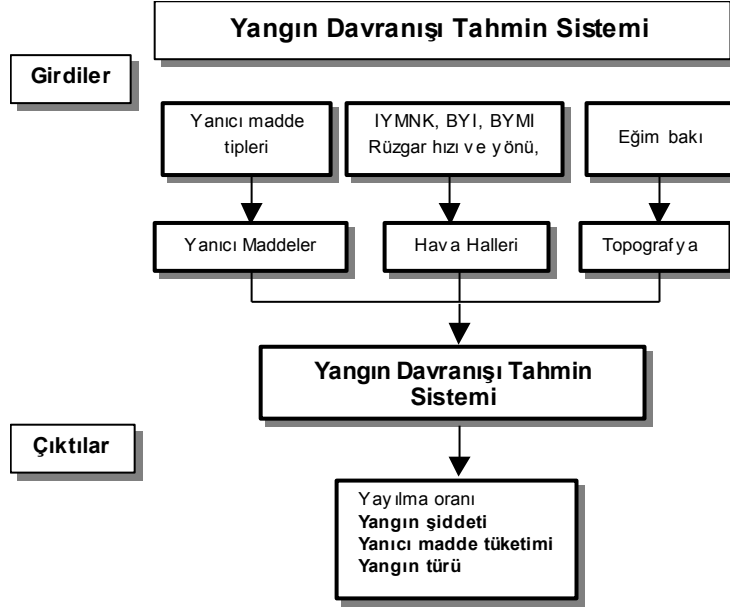 Yangın Davranışı Tahmin Sistemi
Girdiler
Yanıcı madde
tipleri
IYMNK, BYI, BYMI
Rüzgar hızı ve yönü,
Eğim bakı
Yanıcı Maddeler
Hava Halleri
Topografya
Yangın Davranışı Tahmin
Sistemi
Çıktılar
Yayılma oranı
Yangın şiddeti
Yanıcı madde tüketimi
Yangın türü